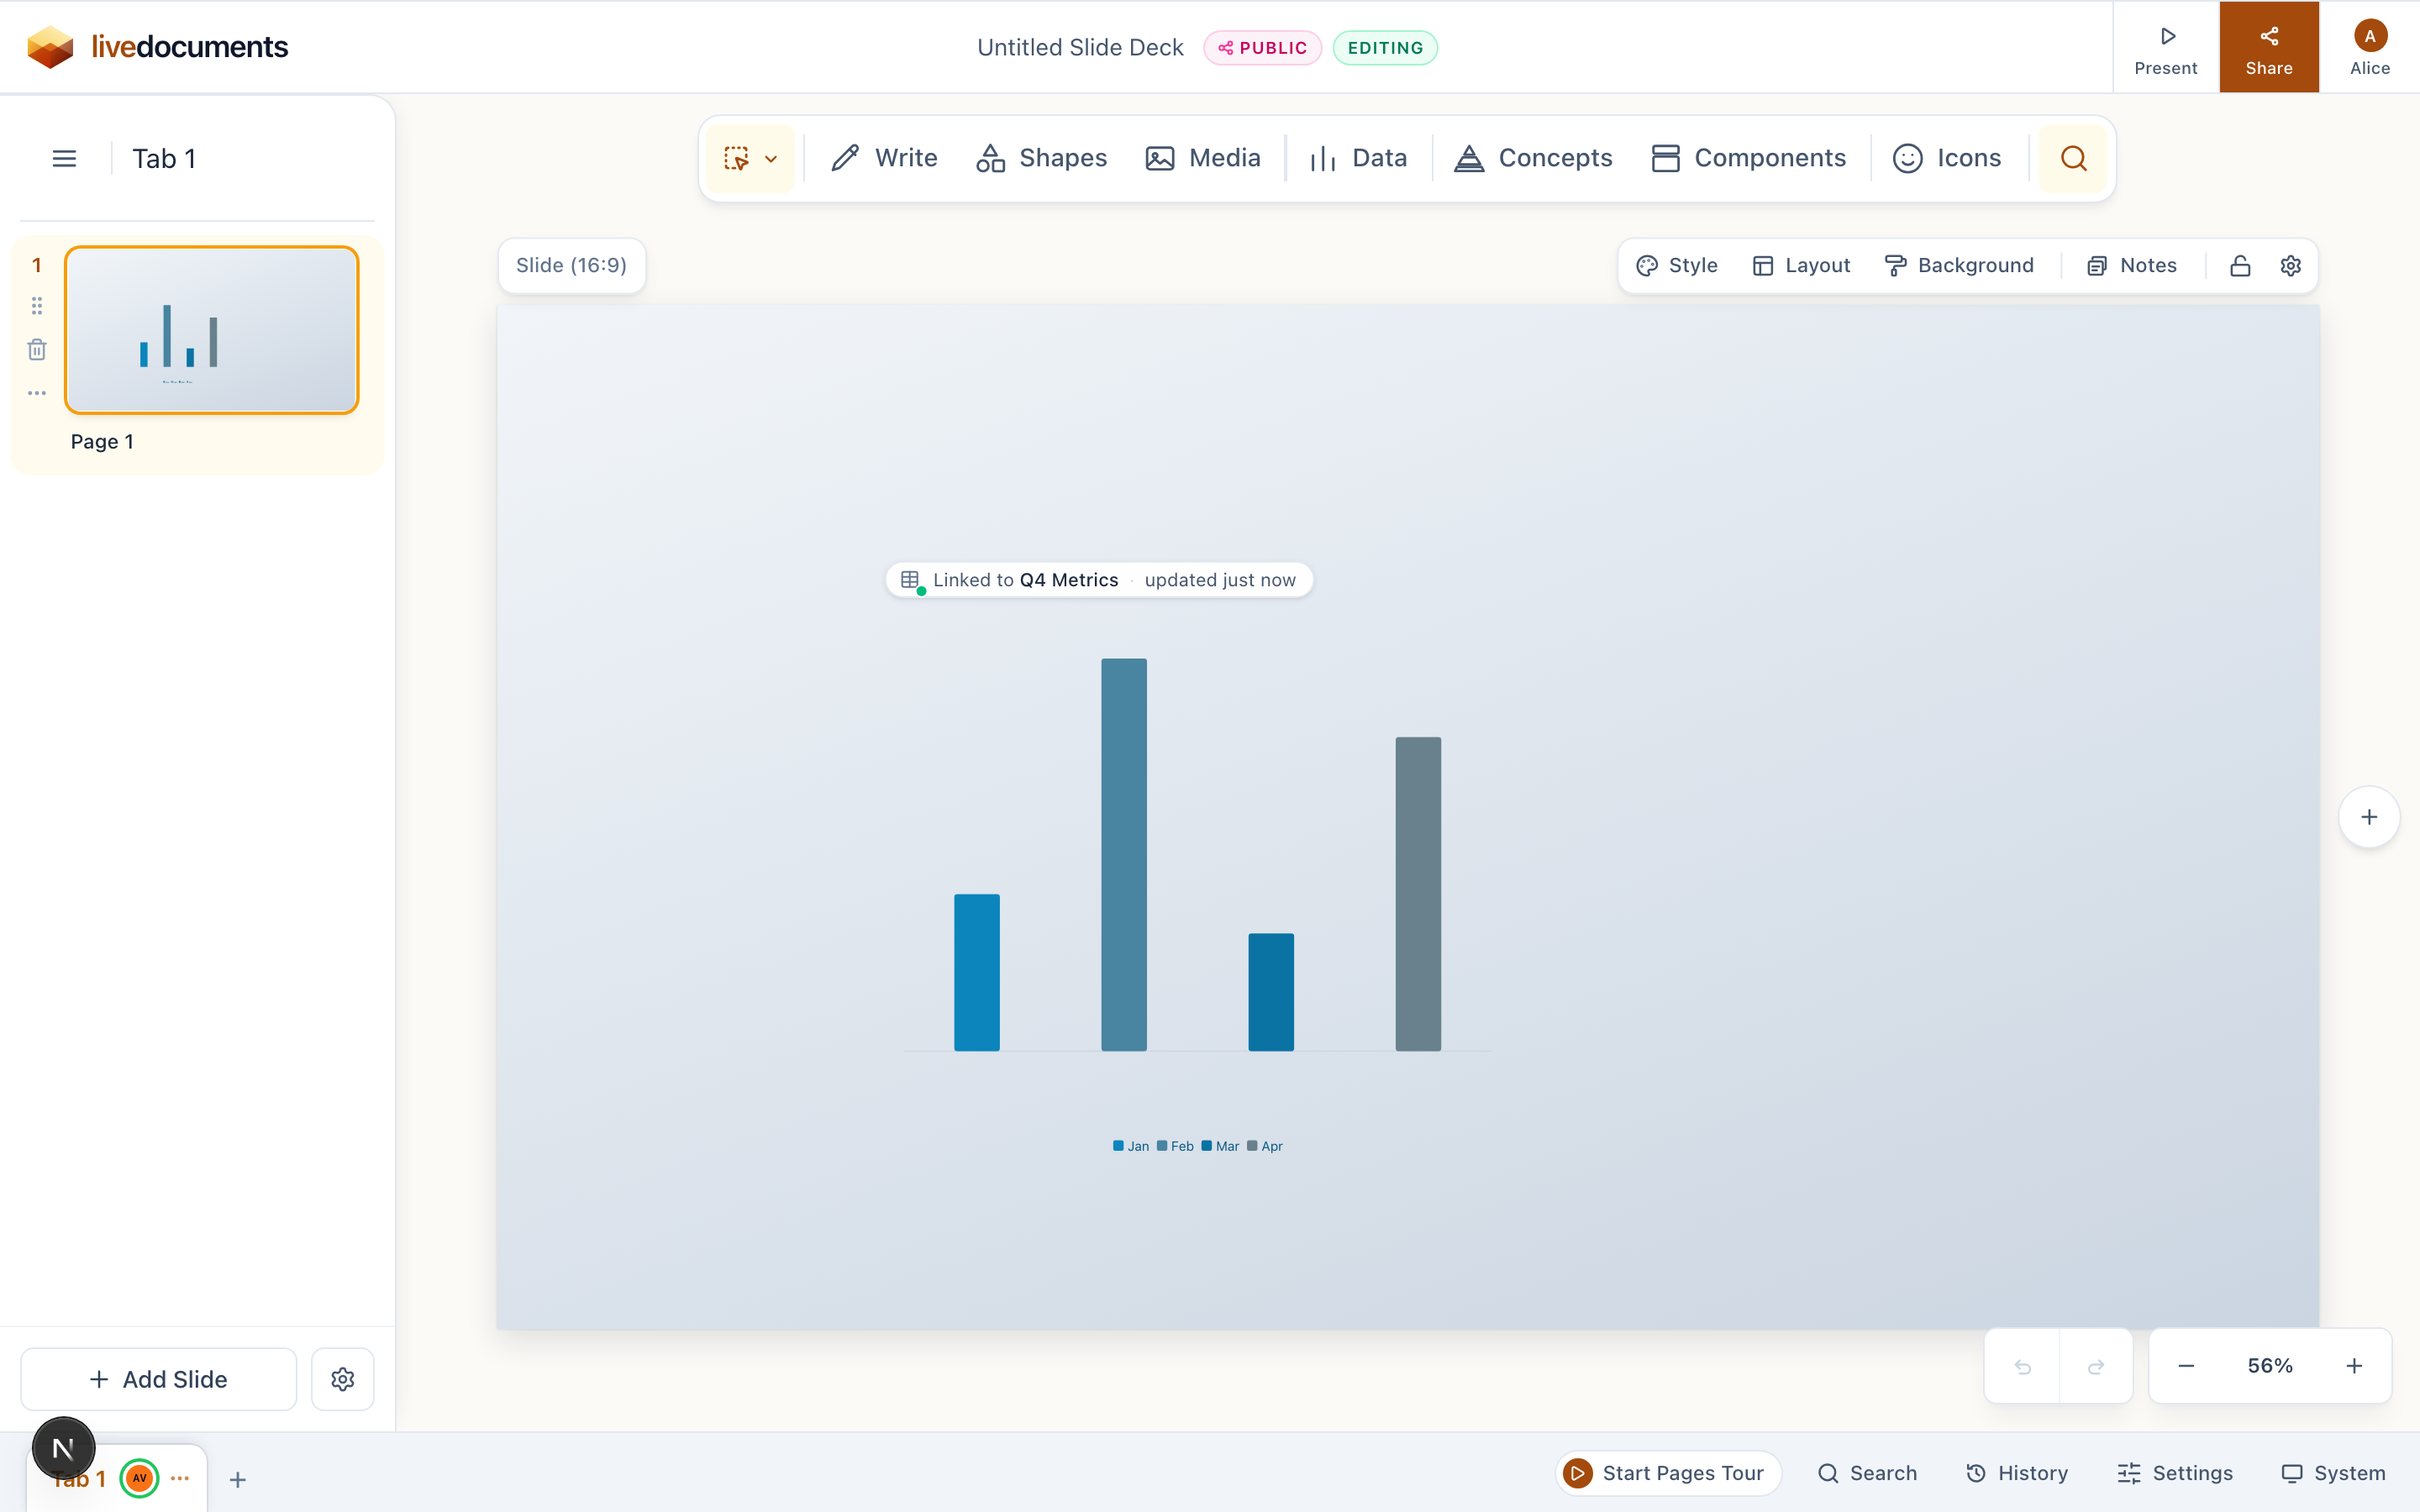 livedocuments
Untitled Slide Deck PUBLIC EDITING
Present
Share
A
Alice
Tab 1
Write Shapes Media Data Concepts Components Icons
1
Page 1
Slide (16:9)
Style Layout Background Notes
Linked to Q4 Metrics · updated just now
Jan Feb Mar Apr
Add Slide
56%
N
Tab 1 AV
Start Pages Tour Search History Settings System